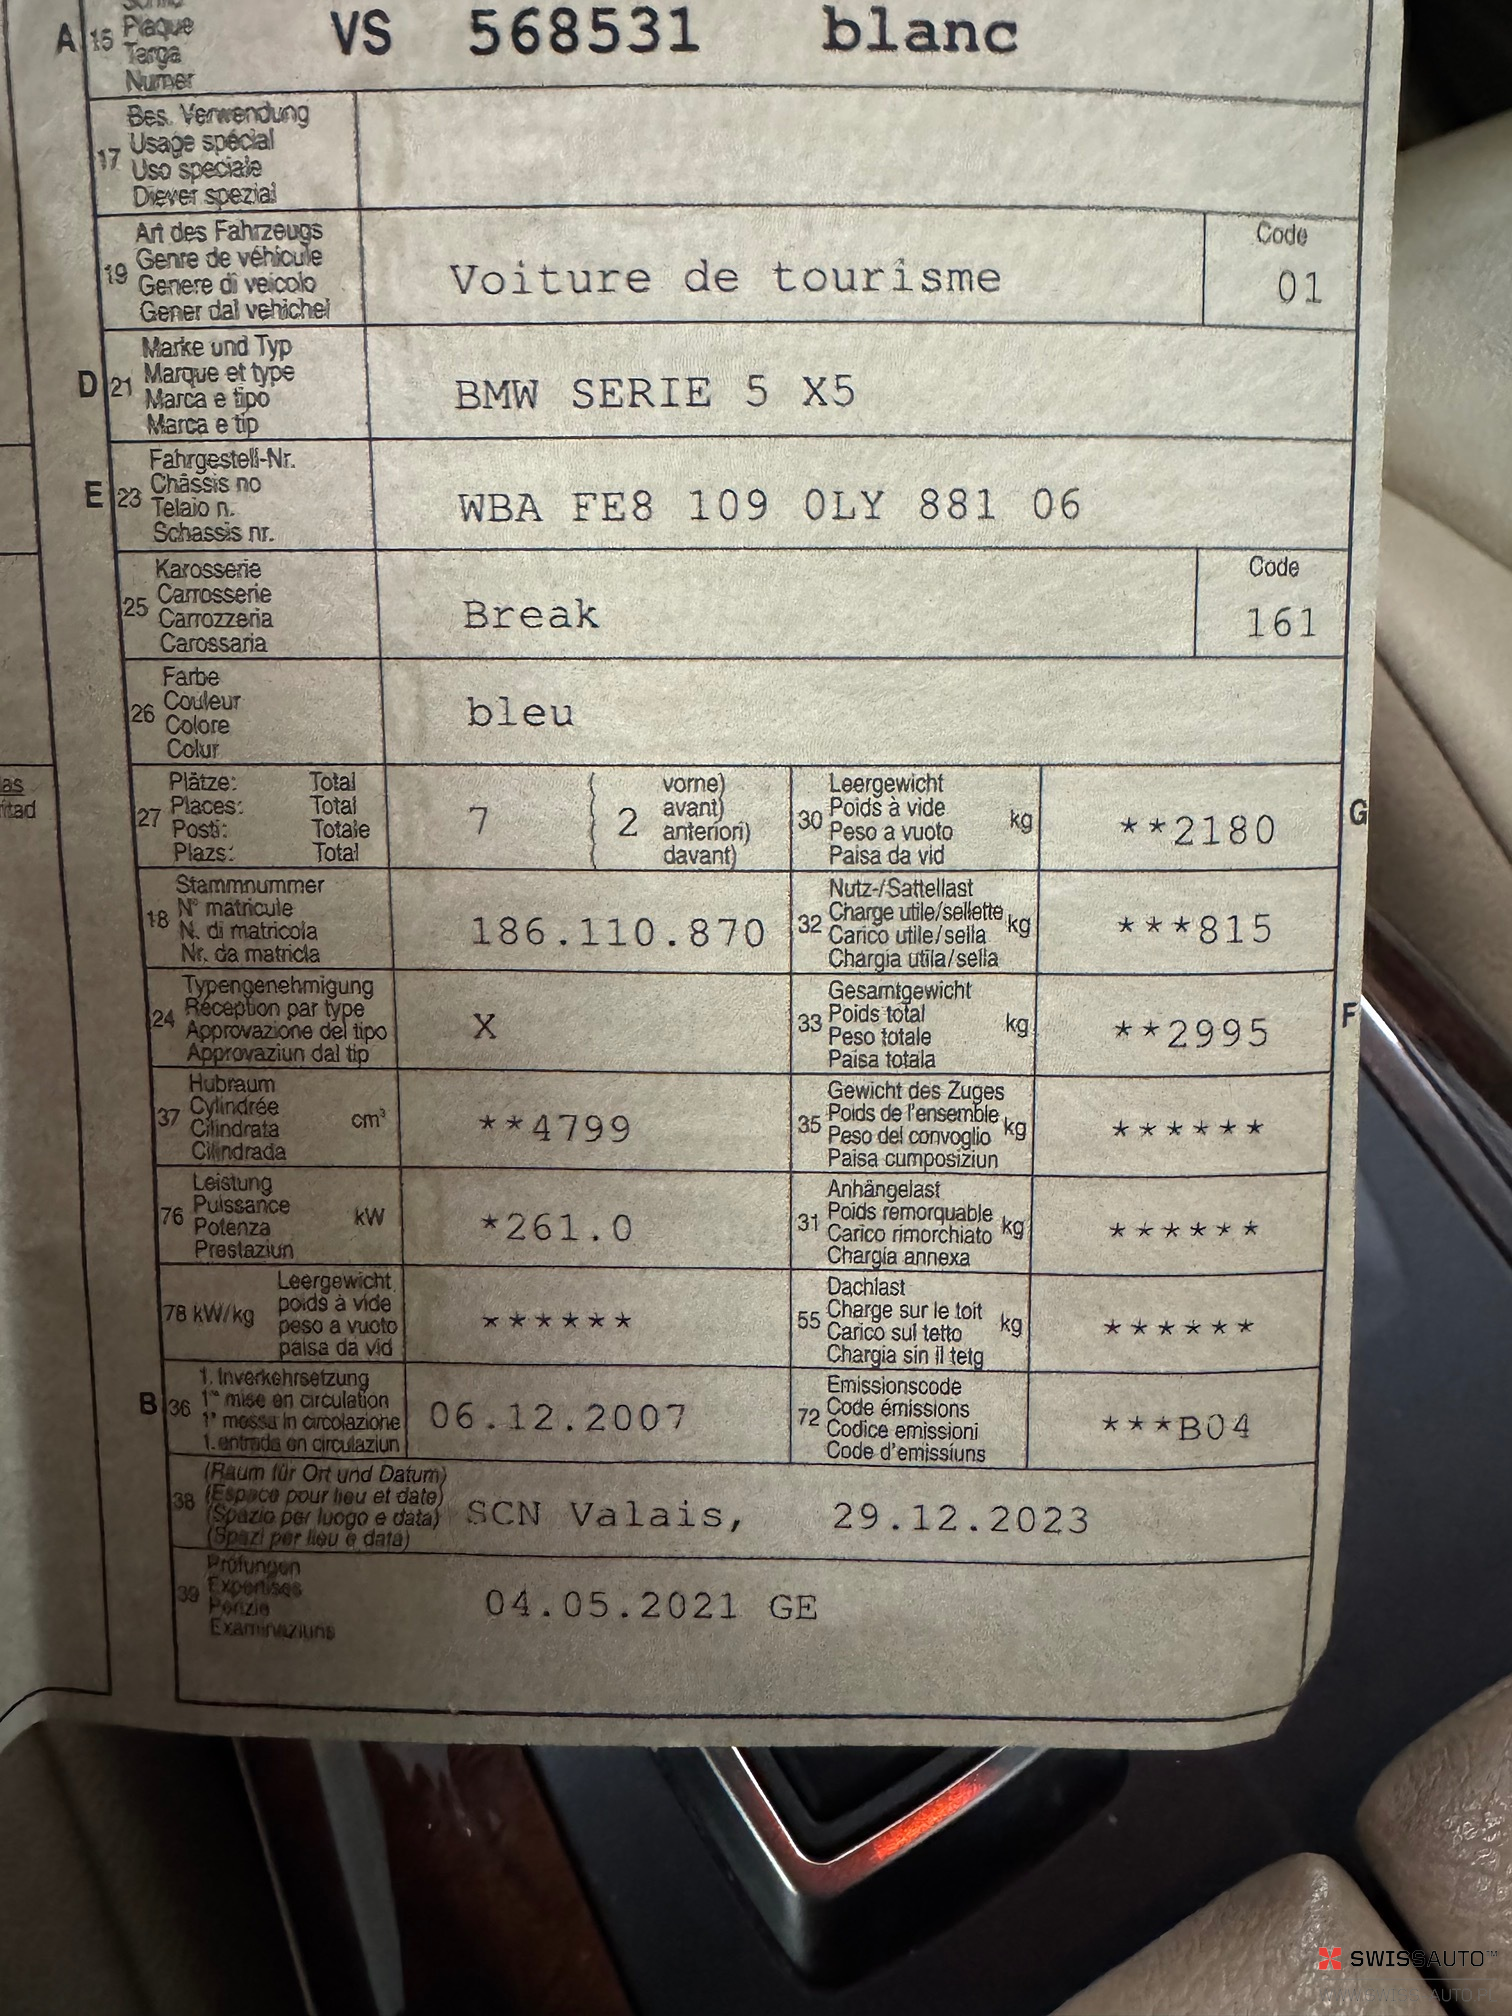 Plaque
A 15 Targa VS 568531 blanc
Numer
Bes. Verwendung
17 Usage spécial
Uso speciale
Diever spezial
Art des Fahrzeugs Code
19 Genre de véhicule Voiture de tourisme 01
Genere di veicolo
Gener dal vehichel
Marke und Typ
D 21 Marque et type BMW SERIE 5 X5
Marca e tipo
Marca e tip
Fahrgestell-Nr.
E 23 Châssis no WBA FE8 109 0LY 881 06
Telaio n.
Schassis nr.
Karosserie Code
25 Carrosserie Break 161
Carrozzeria
Carossaria
Farbe
26 Couleur bleu
Colore
Colur
Plätze: Total vorne) Leergewicht
27 Places: Total 7 2 avant) 30 Poids à vide kg **2180 G
Posti: Totale anteriori) Peso a vuoto
Plazs: Total davant) Paisa da vid
Stammnummer Nutz-/Sattellast
18 N° matricule 186.110.870 32 Charge utile/sellette kg ***815
N. di matricola Carico utile/sella
Nr. da matricla Chargia utila/sella
Typengenehmigung Gesamtgewicht
24 Réception par type X 33 Poids total kg **2995 F
Approvazione del tipo Peso totale
Approvaziun dal tip Paisa totala
Hubraum Gewicht des Zuges
37 Cylindrée cm³ **4799 35 Poids de l'ensemble kg ******
Cilindrata Peso del convoglio
Cilindrada Paisa cumposiziun
Leistung Anhängelast
76 Puissance kW *261.0 31 Poids remorquable kg ******
Potenza Carico rimorchiato
Prestaziun Chargia annexa
Leergewicht Dachlast
78 kW/kg poids à vide ****** 55 Charge sur le toit kg ******
peso a vuoto Carico sul tetto
paisa da vid Chargia sin il tetg
1. Inverkehrsetzung Emissionscode
B 36 1re mise en circulation 06.12.2007 72 Code émissions ***B04
1a messa in circolazione Codice emissioni
1. entrada en circulaziun Code d'emissiuns
(Raum für Ort und Datum)
38 (Espace pour lieu et date) SCN Valais, 29.12.2023
(Spazio per luogo e data)
(Spazi per lieu e data)
Prüfungen
39 Expertises 04.05.2021 GE
Perizie
Examinaziuns
SWISSAUTO™